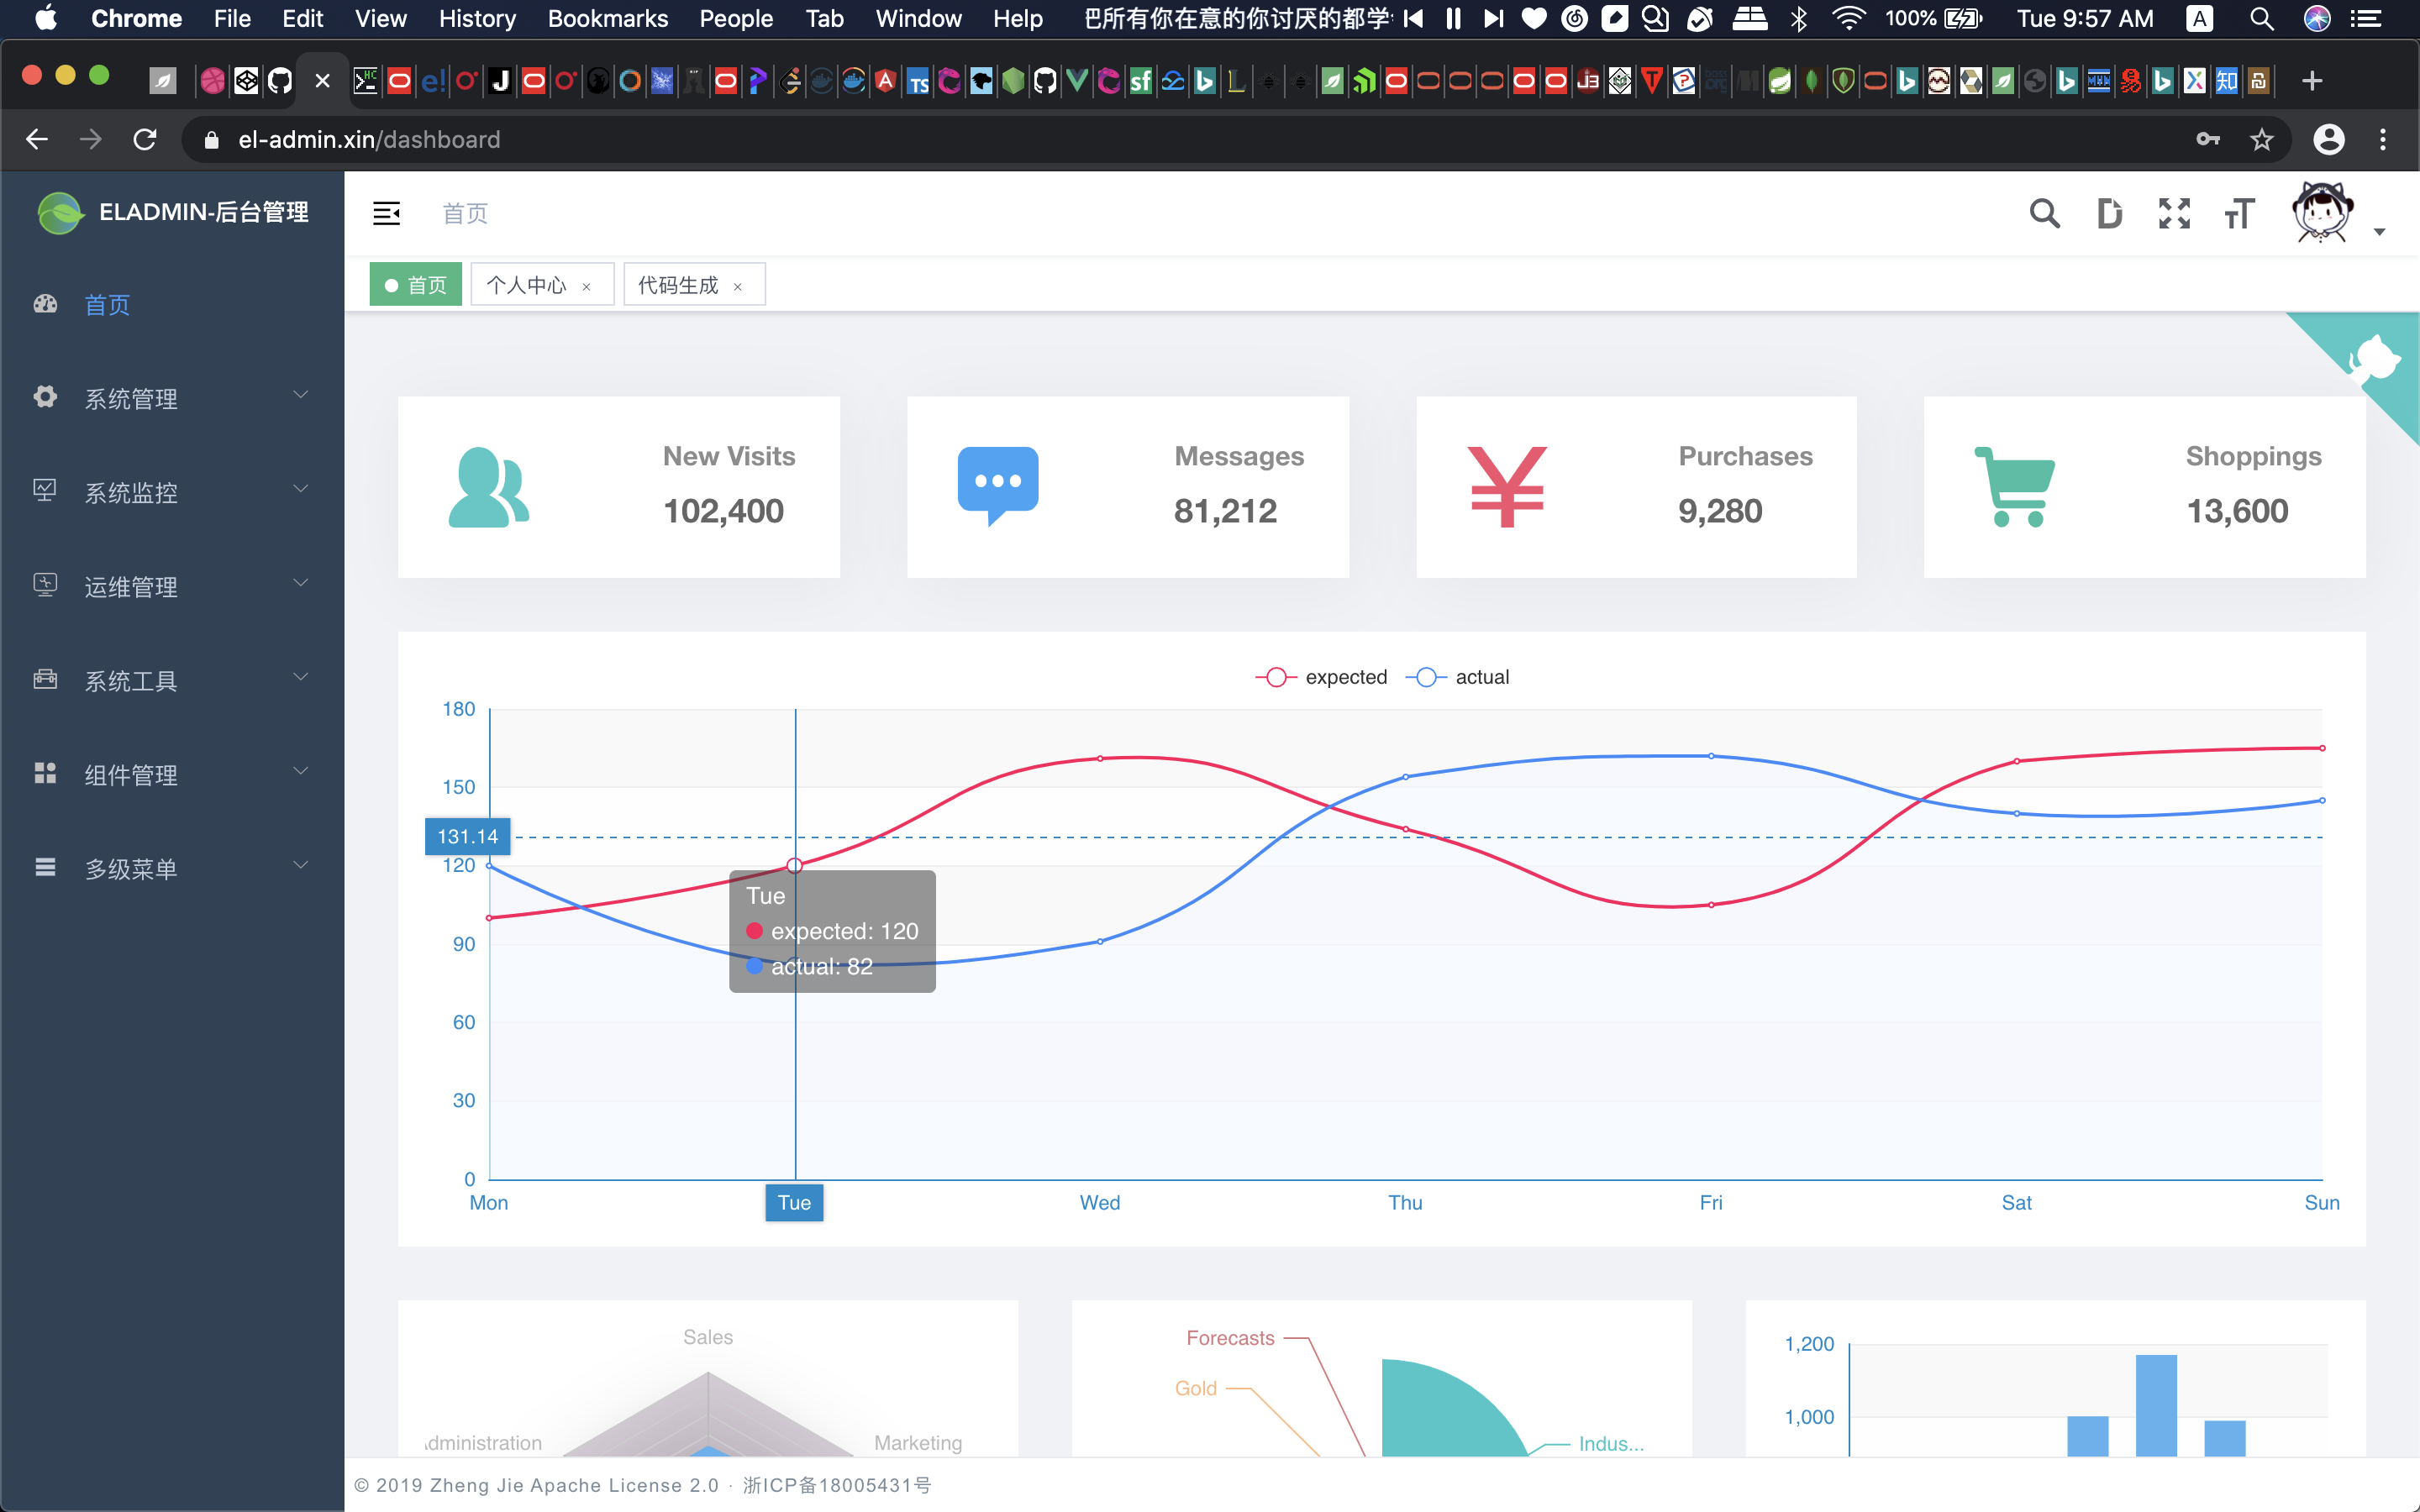 Chrome File Edit View History Bookmarks People Tab Window Help 把所有你在意的你讨厌的都学 100% Tue 9:57 AM A
el-admin.xin/dashboard
ELADMIN-后台管理
首页
首页
系统管理
系统监控
运维管理
系统工具
组件管理
多级菜单
首页 个人中心 × 代码生成 ×
New Visits
102,400
Messages
81,212
Purchases
9,280
Shoppings
13,600
expected actual
180
150
131.14
120
90
60
30
0
Tue
expected: 120
actual: 82
Mon Tue Wed Thu Fri Sat Sun
Sales
dministration
Marketing
Forecasts
Gold
Indus...
1,200
1,000
© 2019 Zheng Jie Apache License 2.0 · 浙ICP备18005431号